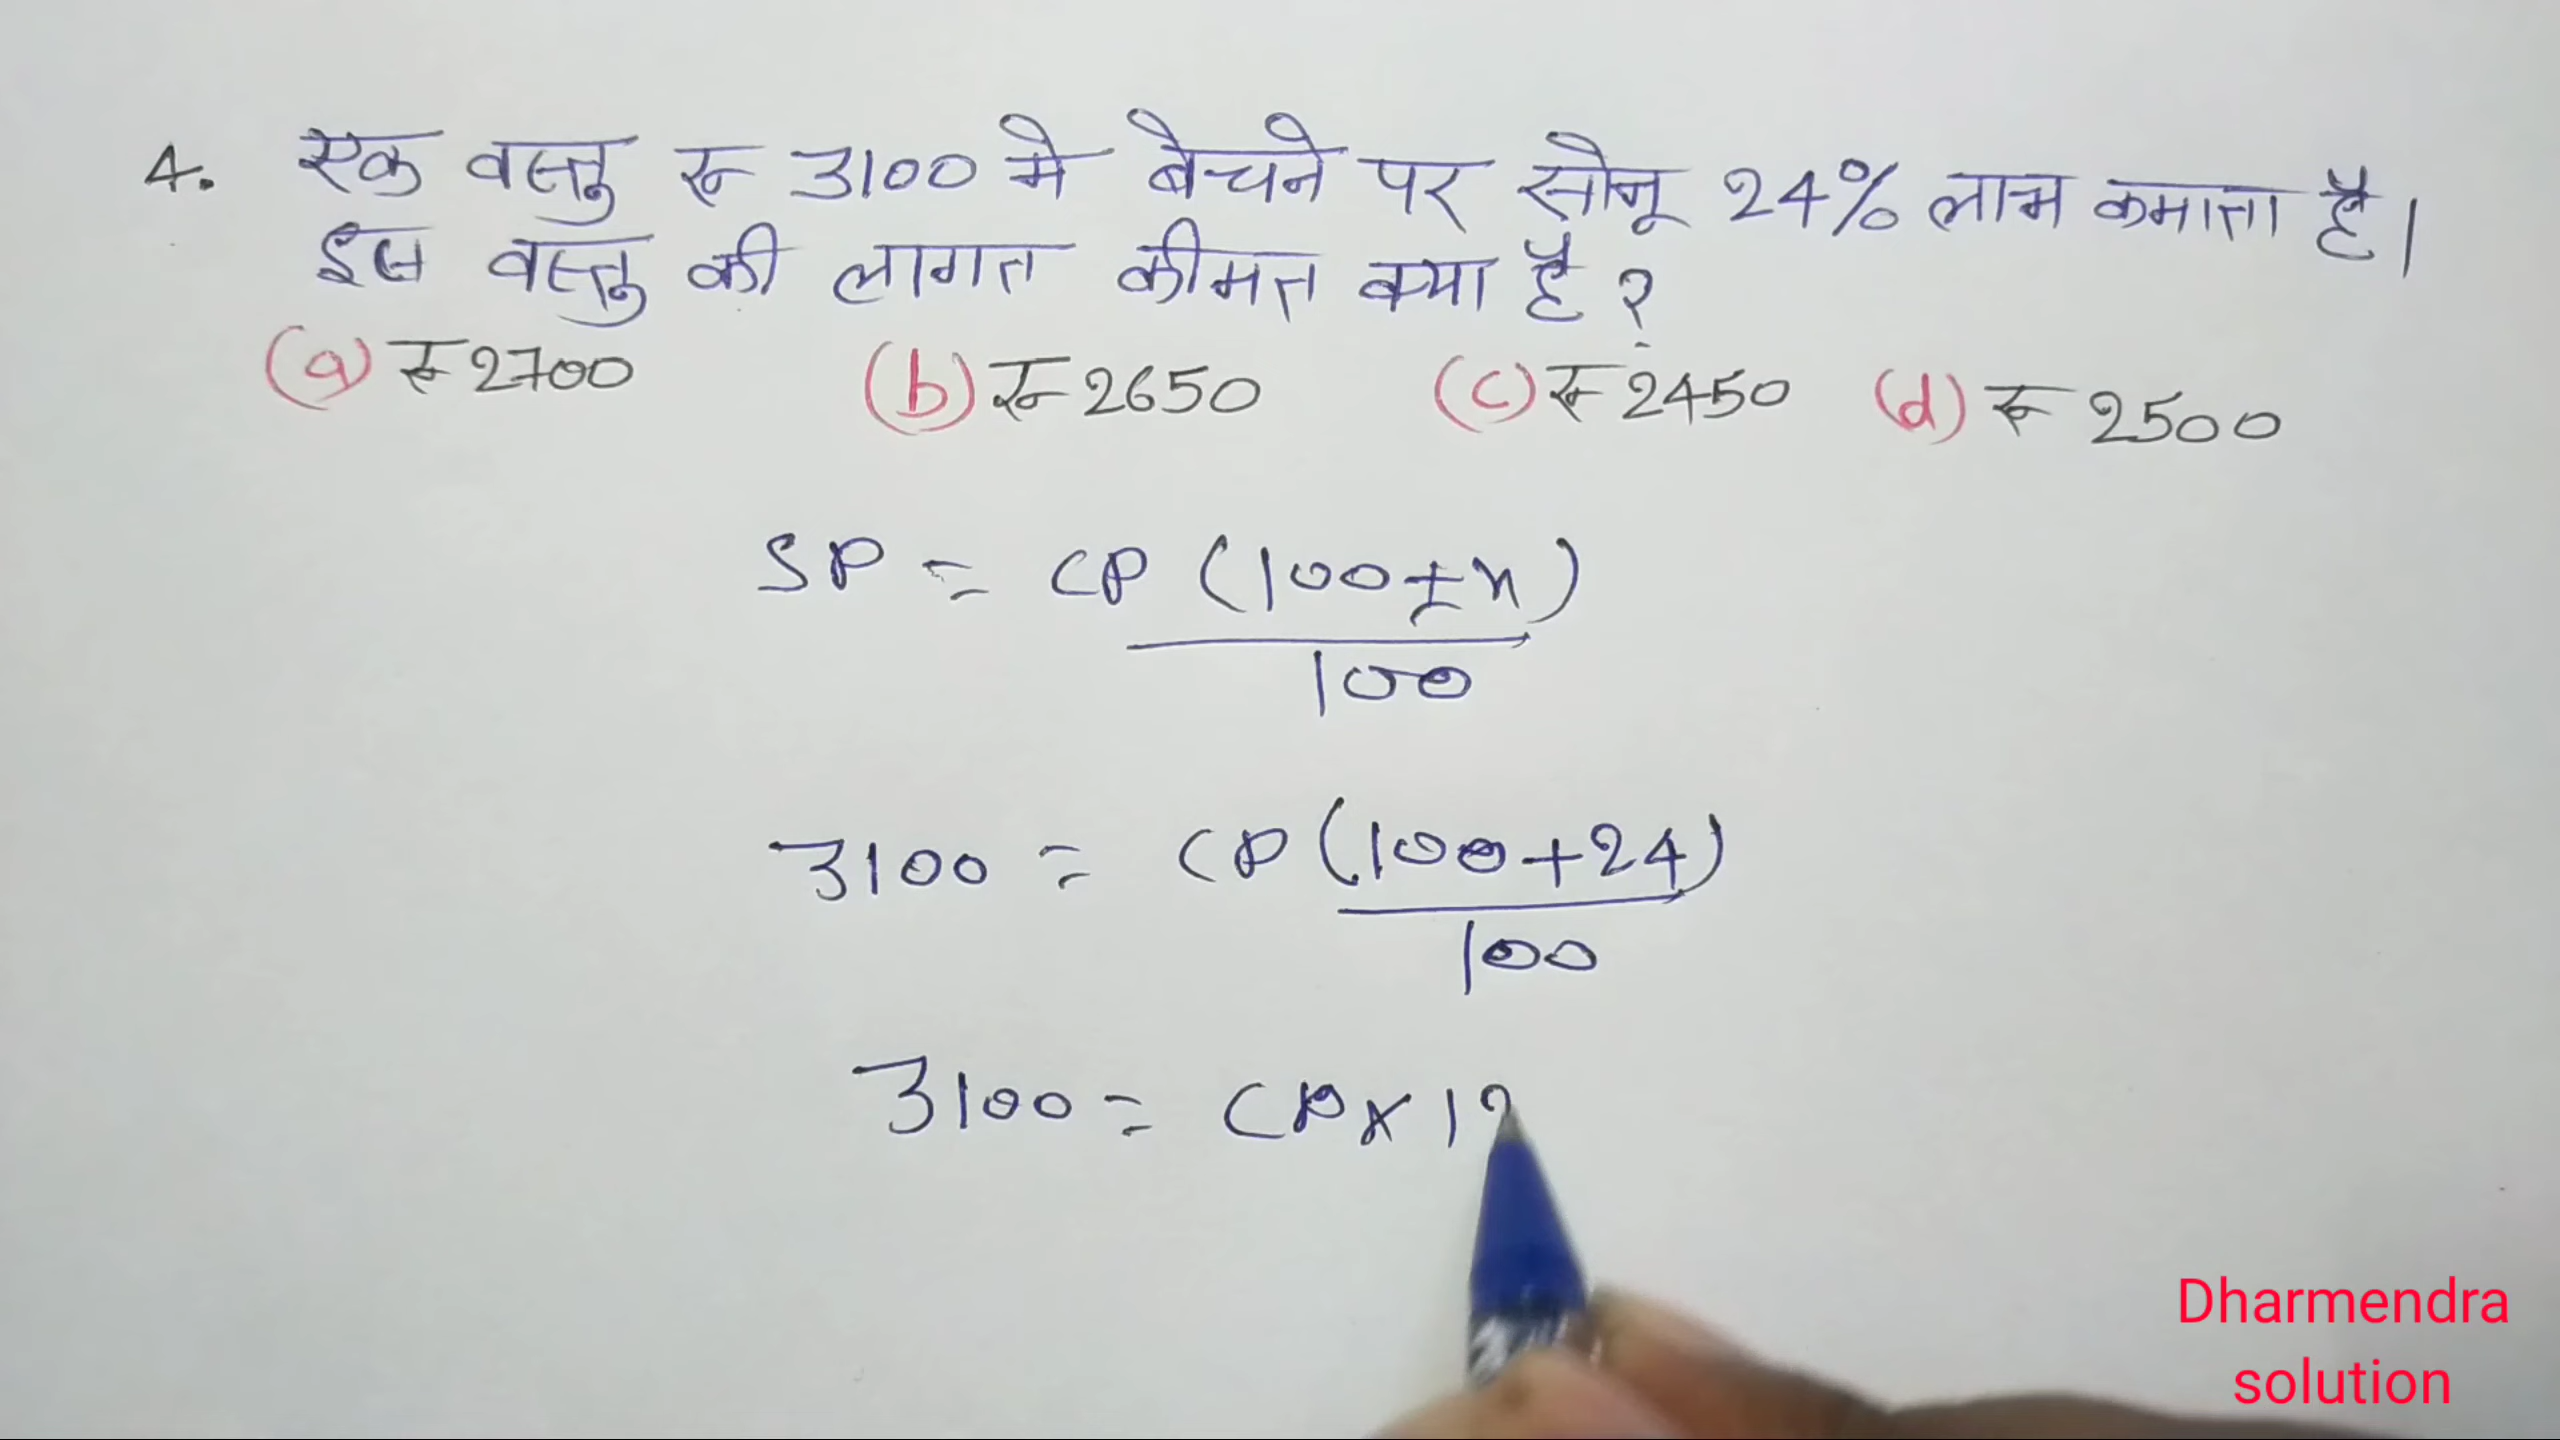 4. एक वस्तु रू 3100 मे बेचने पर सोनू 24% लाभ कमाता है।
इस वस्तु की लागत कीमत क्या है ?
(a) रू 2700 (b) रू 2650 (c) रू 2450 (d) रू 2500
SP = CP (100±x)
100
3100 = CP (100+24)
100
3100 = CP x 12
Dharmendra
solution